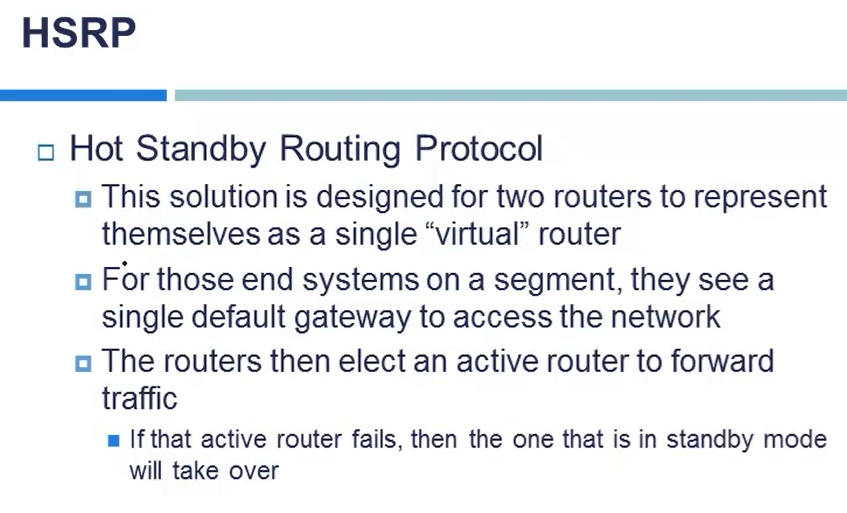 HSRP
Hot Standby Routing Protocol
This solution is designed for two routers to represent
themselves as a single “virtual” router
For those end systems on a segment, they see a
single default gateway to access the network
The routers then elect an active router to forward
traffic
If that active router fails, then the one that is in standby mode
will take over